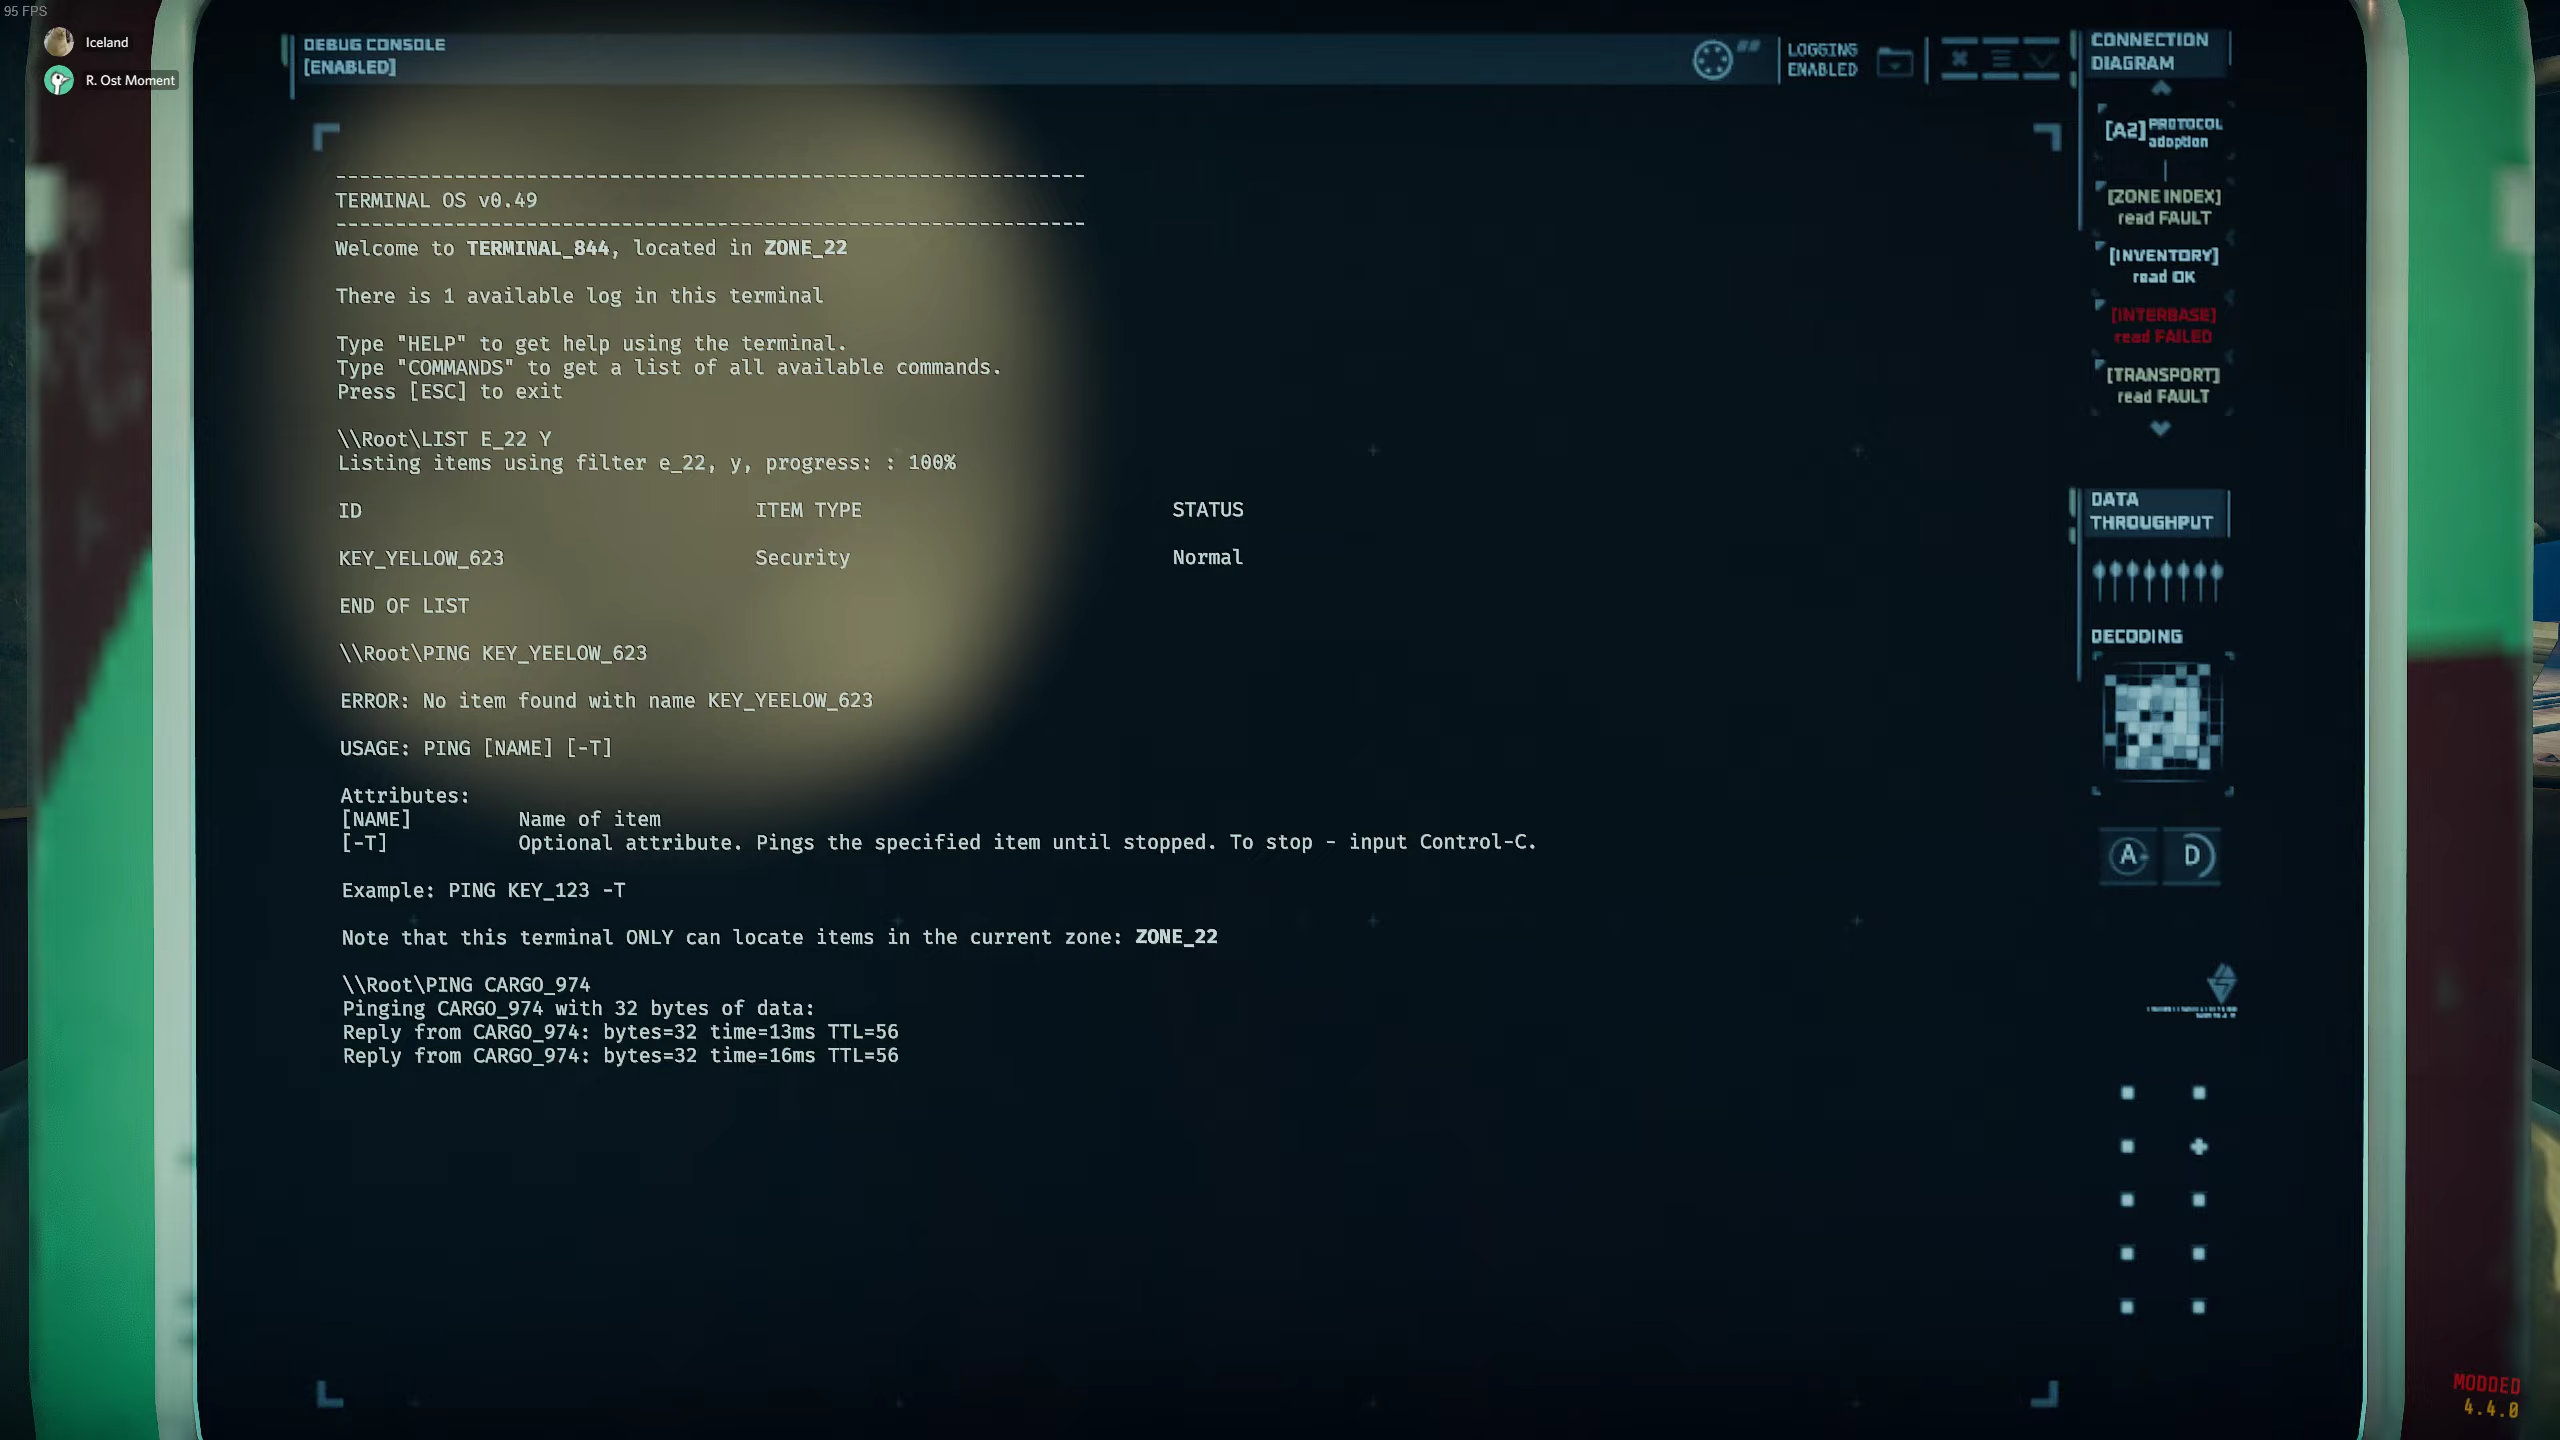 95 FPS
Iceland
R. Ost Moment
DEBUG CONSOLE
[ENABLED]
LOGGING
ENABLED
--------------------------------------------------------------- 
TERMINAL OS v0.49
---------------------------------------------------------------
Welcome to TERMINAL_844, located in ZONE_22
There is 1 available log in this terminal
Type "HELP" to get help using the terminal.
Type "COMMANDS" to get a list of all available commands.
Press [ESC] to exit
\\Root\LIST E_22 Y
Listing items using filter e_22, y, progress: : 100%
ID ITEM TYPE STATUS
KEY_YELLOW_623 Security Normal
END OF LIST
\\Root\PING KEY_YEELOW_623
ERROR: No item found with name KEY_YEELOW_623
USAGE: PING [NAME] [-T]
Attributes:
[NAME] Name of item
[-T] Optional attribute. Pings the specified item until stopped. To stop - input Control-C.
Example: PING KEY_123 -T
Note that this terminal ONLY can locate items in the current zone: ZONE_22
\\Root\PING CARGO_974
Pinging CARGO_974 with 32 bytes of data:
Reply from CARGO_974: bytes=32 time=13ms TTL=56
Reply from CARGO_974: bytes=32 time=16ms TTL=56
CONNECTION
DIAGRAM
[A2] PROTOCOL
adoption
[ZONE INDEX]
read FAULT
[INVENTORY]
read OK
[INTERBASE]
read FAILED
[TRANSPORT]
read FAULT
DATA
THROUGHPUT
DECODING
A D
MODDED
4.4.0